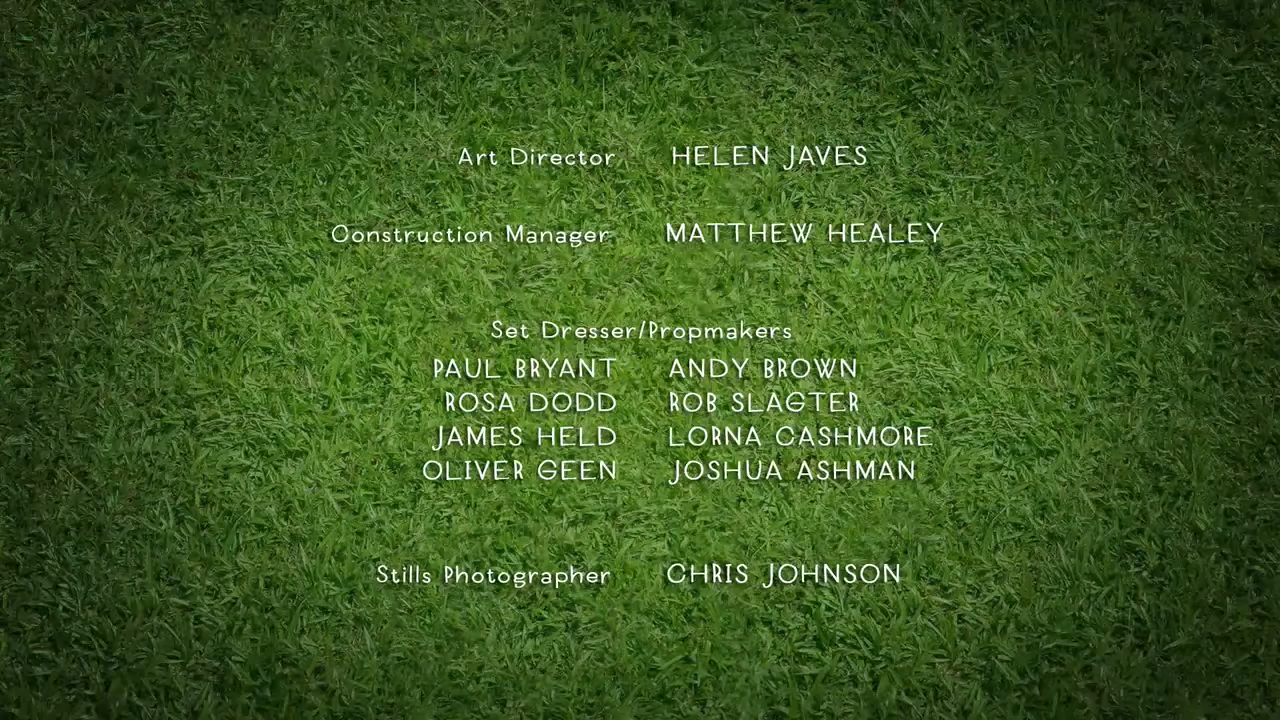 Art Director HELEN JAVES
Construction Manager MATTHEW HEALEY
Set Dresser/Propmakers
PAUL BRYANT ANDY BROWN
ROSA DODD ROB SLAGTER
JAMES HELD LORNA CASHMORE
OLIVER GEEN JOSHUA ASHMAN
Stills Photographer CHRIS JOHNSON